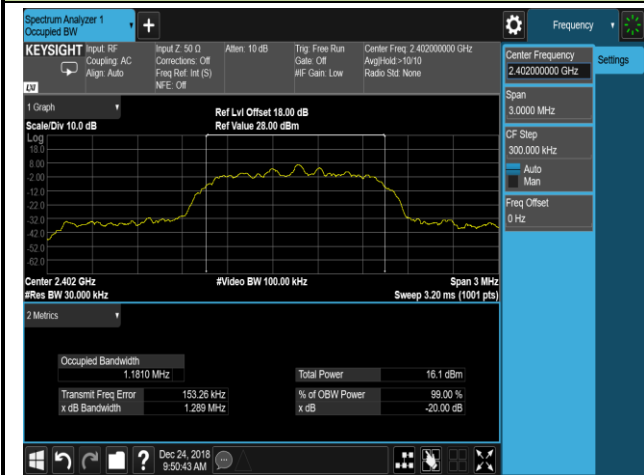 Spectrum Analyzer 1
Occupied BW
Frequency
KEYSIGHT
Input: RF
Coupling: AC
Align: Auto
Input Z: 50 Ω
Corrections: Off
Freq Ref: Int (S)
NFE: Off
Atten: 10 dB
Trig: Free Run
Gate: Off
#IF Gain: Low
Center Freq: 2.402000000 GHz
Avg|Hold:>10/10
Radio Std: None
LXI
Center Frequency
2.402000000 GHz
Settings
Span
3.0000 MHz
CF Step
300.000 kHz
Auto
Man
Freq Offset
0 Hz
1 Graph
Scale/Div 10.0 dB
Ref Lvl Offset 18.00 dB
Ref Value 28.00 dBm
Log
18.0
8.00
-2.00
-12.0
-22.0
-32.0
-42.0
-52.0
-62.0
Center 2.402 GHz
#Video BW 100.00 kHz
Span 3 MHz
#Res BW 30.000 kHz
Sweep 3.20 ms (1001 pts)
2 Metrics
Occupied Bandwidth
1.1810 MHz
Total Power 16.1 dBm
Transmit Freq Error 153.26 kHz
% of OBW Power 99.00 %
x dB Bandwidth 1.289 MHz
x dB -20.00 dB
Dec 24, 2018
9:50:43 AM